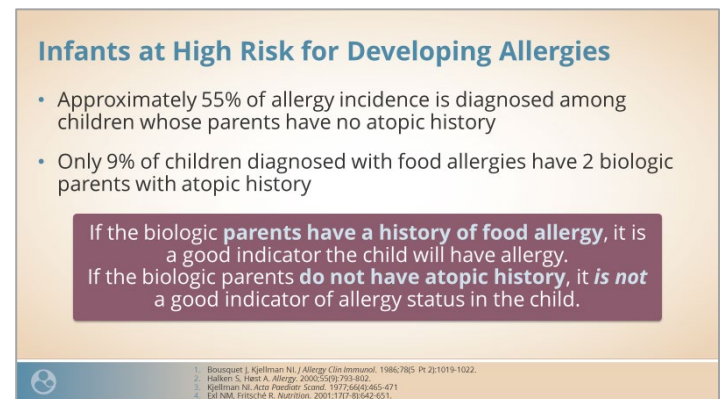 Infants at High Risk for Developing Allergies
• Approximately 55% of allergy incidence is diagnosed among
children whose parents have no atopic history
• Only 9% of children diagnosed with food allergies have 2 biologic
parents with atopic history
If the biologic parents have a history of food allergy, it is
a good indicator the child will have allergy.
If the biologic parents do not have atopic history, it is not
a good indicator of allergy status in the child.
1. Bousquet J, Kjellman NI. J Allergy Clin Immunol. 1986;78(5 Pt 2):1019-1022.
2. Halken S, Høst A. Allergy. 2000;55(9):793-802.
3. Kjellman NI. Acta Paediatr Scand. 1977;66(4):465-471
4. Exl NM, Fritsché R. Nutrition. 2001;17(7-8):642-651.